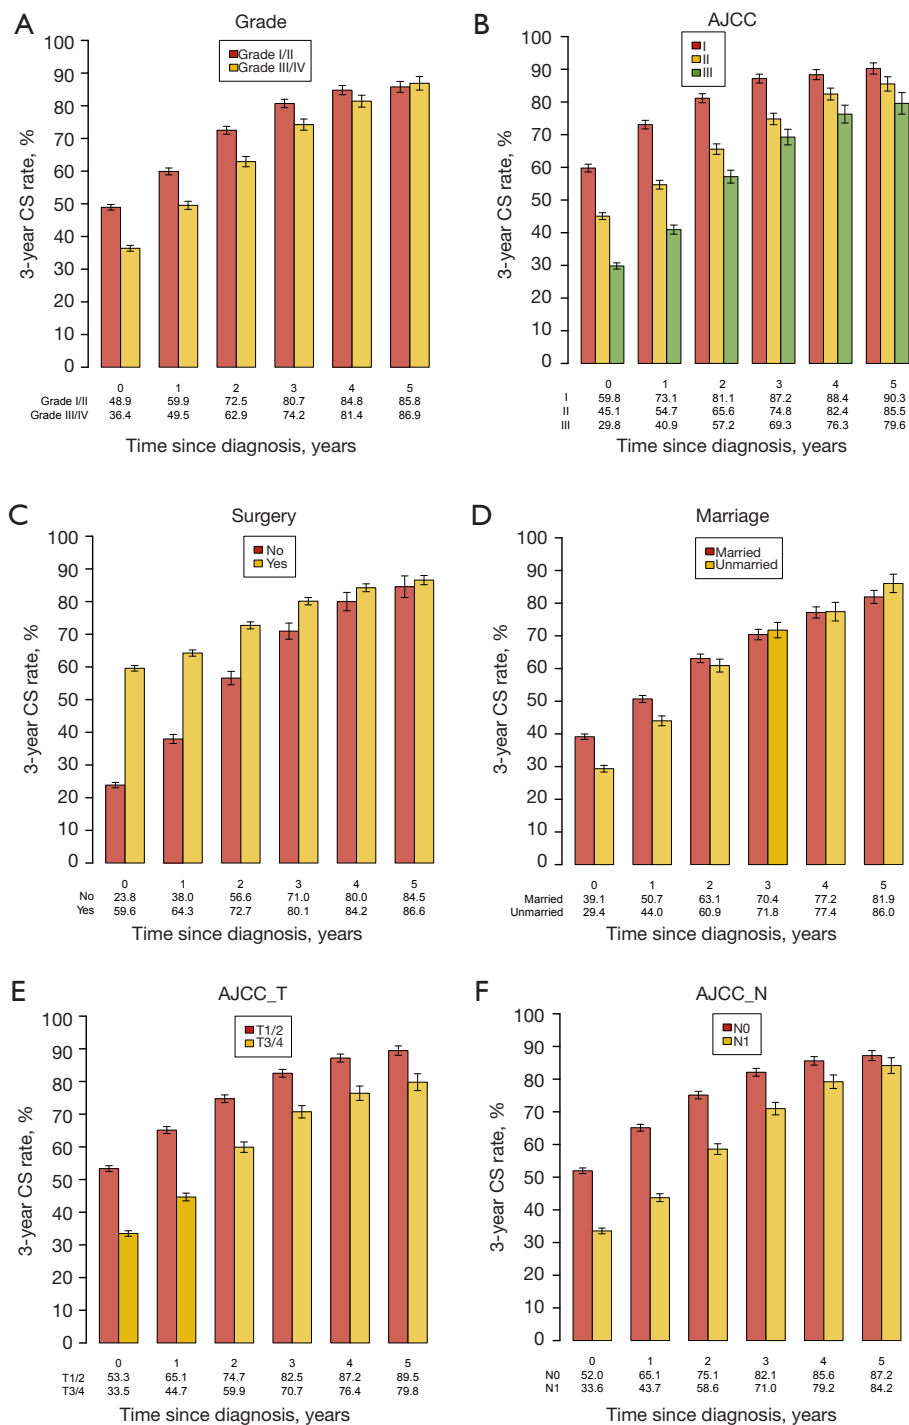 A
Grade
100
90
80
70
60
50
40
30
20
10
0
3-year CS rate, %
Grade I/II
Grade III/IV
0 1 2 3 4 5
Grade I/II 48.9 59.9 72.5 80.7 84.8 85.8
Grade III/IV 36.4 49.5 62.9 74.2 81.4 86.9
Time since diagnosis, years
B
AJCC
100
90
80
70
60
50
40
30
20
10
0
3-year CS rate, %
I
II
III
0 1 2 3 4 5
I 59.8 73.1 81.1 87.2 88.4 90.3
II 45.1 54.7 65.6 74.8 82.4 85.5
III 29.8 40.9 57.2 69.3 76.3 79.6
Time since diagnosis, years
C
Surgery
100
90
80
70
60
50
40
30
20
10
0
3-year CS rate, %
No
Yes
0 1 2 3 4 5
No 23.8 38.0 56.6 71.0 80.0 84.5
Yes 59.6 64.3 72.7 80.1 84.2 86.6
Time since diagnosis, years
D
Marriage
100
90
80
70
60
50
40
30
20
10
0
3-year CS rate, %
Married
Unmarried
0 1 2 3 4 5
Married 39.1 50.7 63.1 70.4 77.2 81.9
Unmarried 29.4 44.0 60.9 71.8 77.4 86.0
Time since diagnosis, years
E
AJCC_T
100
90
80
70
60
50
40
30
20
10
0
3-year CS rate, %
T1/2
T3/4
0 1 2 3 4 5
T1/2 53.3 65.1 74.7 82.5 87.2 89.5
T3/4 33.5 44.7 59.9 70.7 76.4 79.8
Time since diagnosis, years
F
AJCC_N
100
90
80
70
60
50
40
30
20
10
0
3-year CS rate, %
N0
N1
0 1 2 3 4 5
N0 52.0 65.1 75.1 82.1 85.6 87.2
N1 33.6 43.7 58.6 71.0 79.2 84.2
Time since diagnosis, years